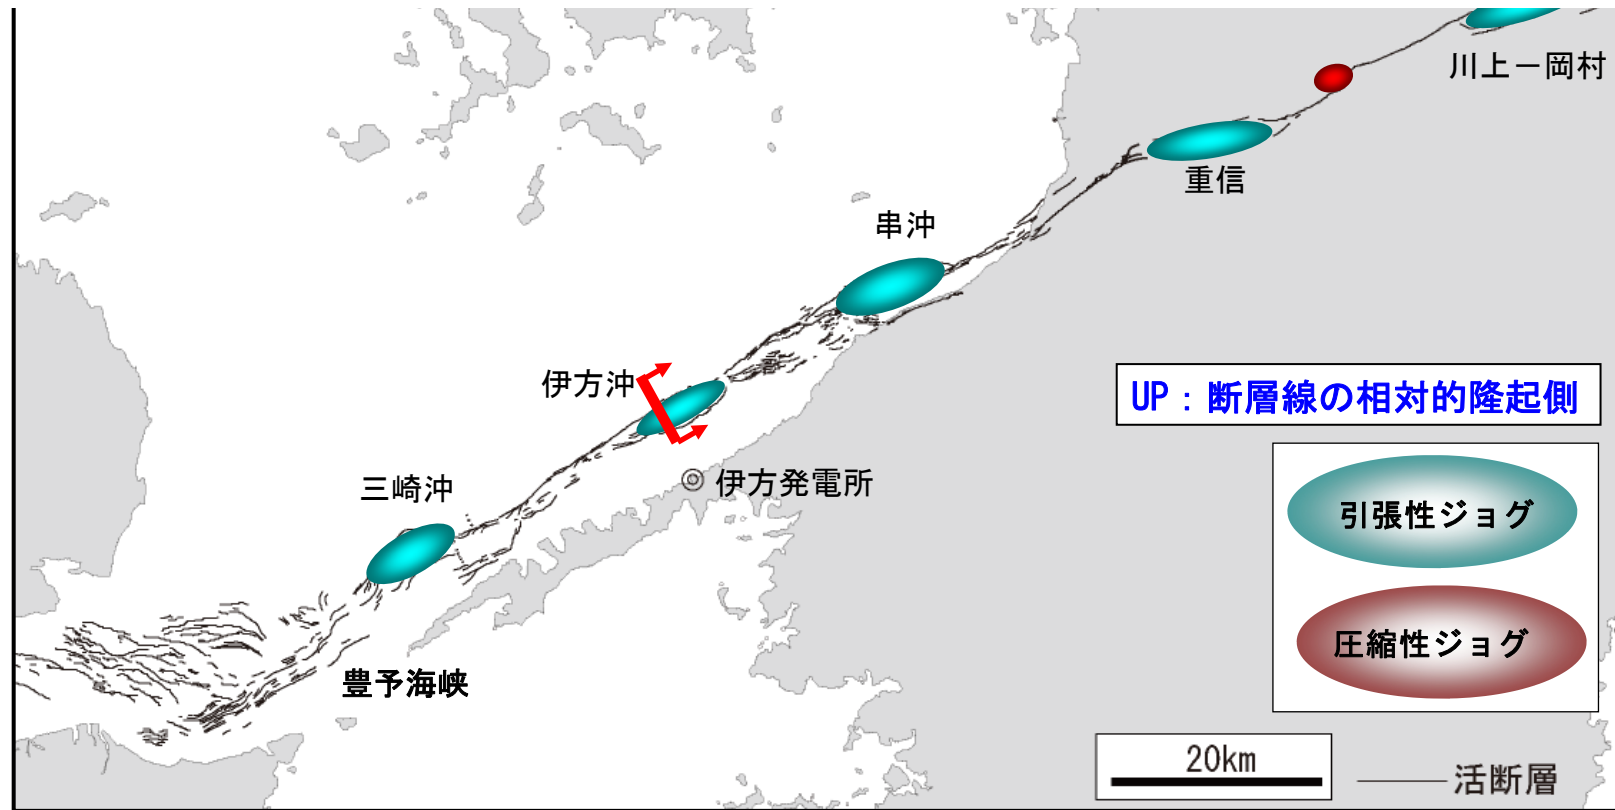 川上－岡村
重信
串沖
伊方沖
UP：断層線の相対的隆起側
三崎沖
伊方発電所
引張性ジョグ
圧縮性ジョグ
豊予海峡
20km
活断層